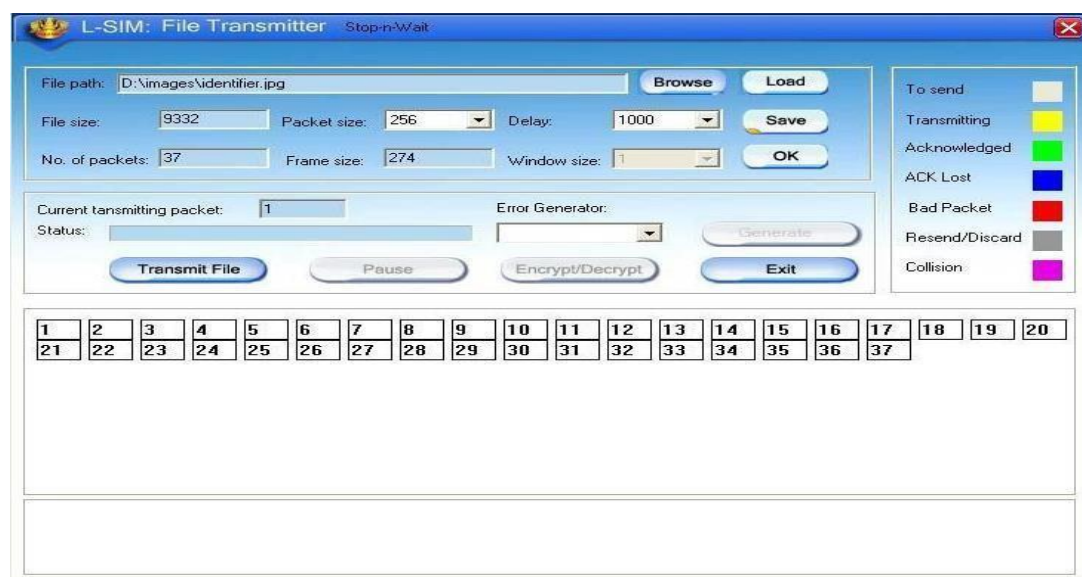 L-SIM: File Transmitter Stop-n-Wait
File path: D:\images\identifier.jpg Browse Load
File size: 9332 Packet size: 256 Delay: 1000 Save
No. of packets: 37 Frame size: 274 Window size: 1 OK
Current tansmitting packet: 1 Error Generator:
Status: Generate
Transmit File Pause Encrypt/Decrypt Exit
To send
Transmitting
Acknowledged
ACK Lost
Bad Packet
Resend/Discard
Collision
1 2 3 4 5 6 7 8 9 10 11 12 13 14 15 16 17 18 19 20
21 22 23 24 25 26 27 28 29 30 31 32 33 34 35 36 37